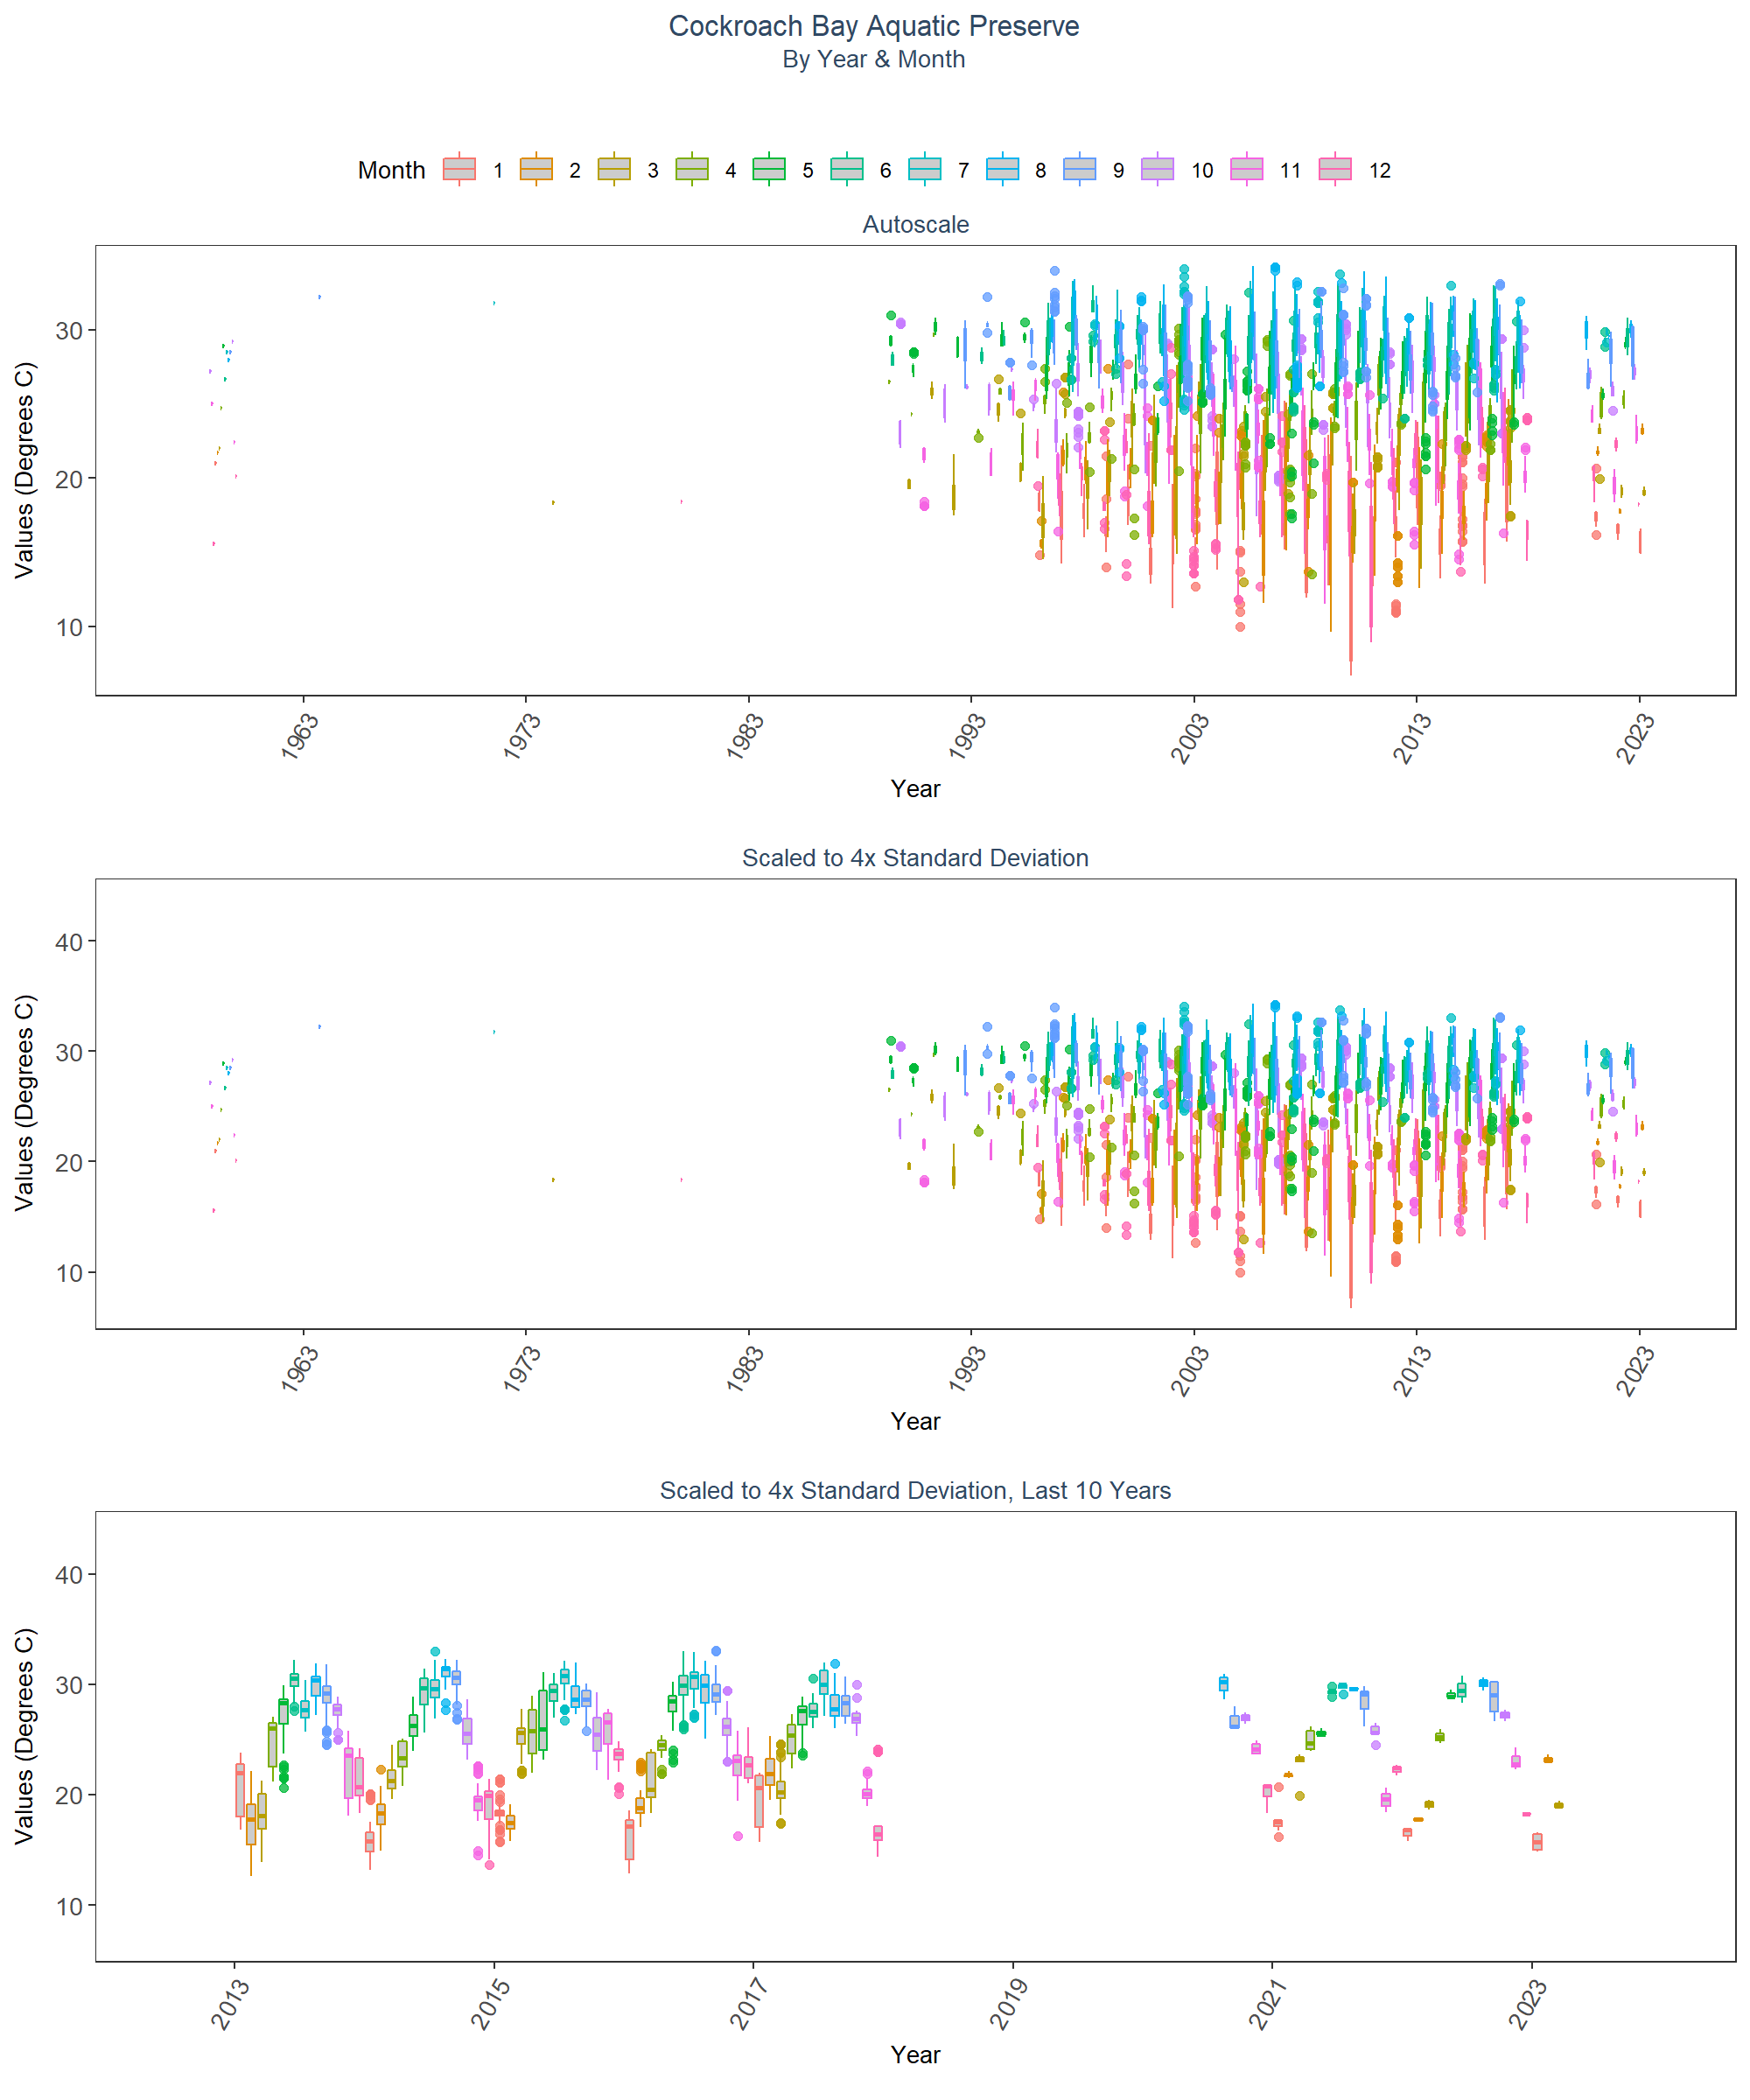 Cockroach Bay Aquatic Preserve
By Year & Month
Month 1 2 3 4 5 6 7 8 9 10 11 12
Autoscale
Values (Degrees C)
30
20
10
1963 1973 1983 1993 2003 2013 2023
Year
Scaled to 4x Standard Deviation
Values (Degrees C)
40
30
20
10
1963 1973 1983 1993 2003 2013 2023
Year
Scaled to 4x Standard Deviation, Last 10 Years
Values (Degrees C)
40
30
20
10
2013 2015 2017 2019 2021 2023
Year